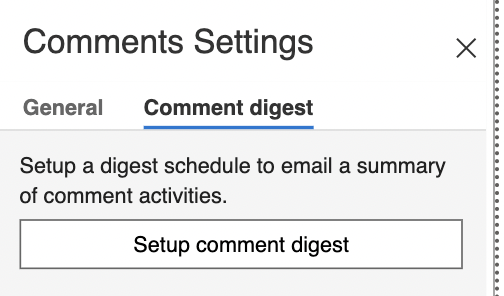 Comments Settings
General Comment digest
Setup a digest schedule to email a summary
of comment activities.
Setup comment digest